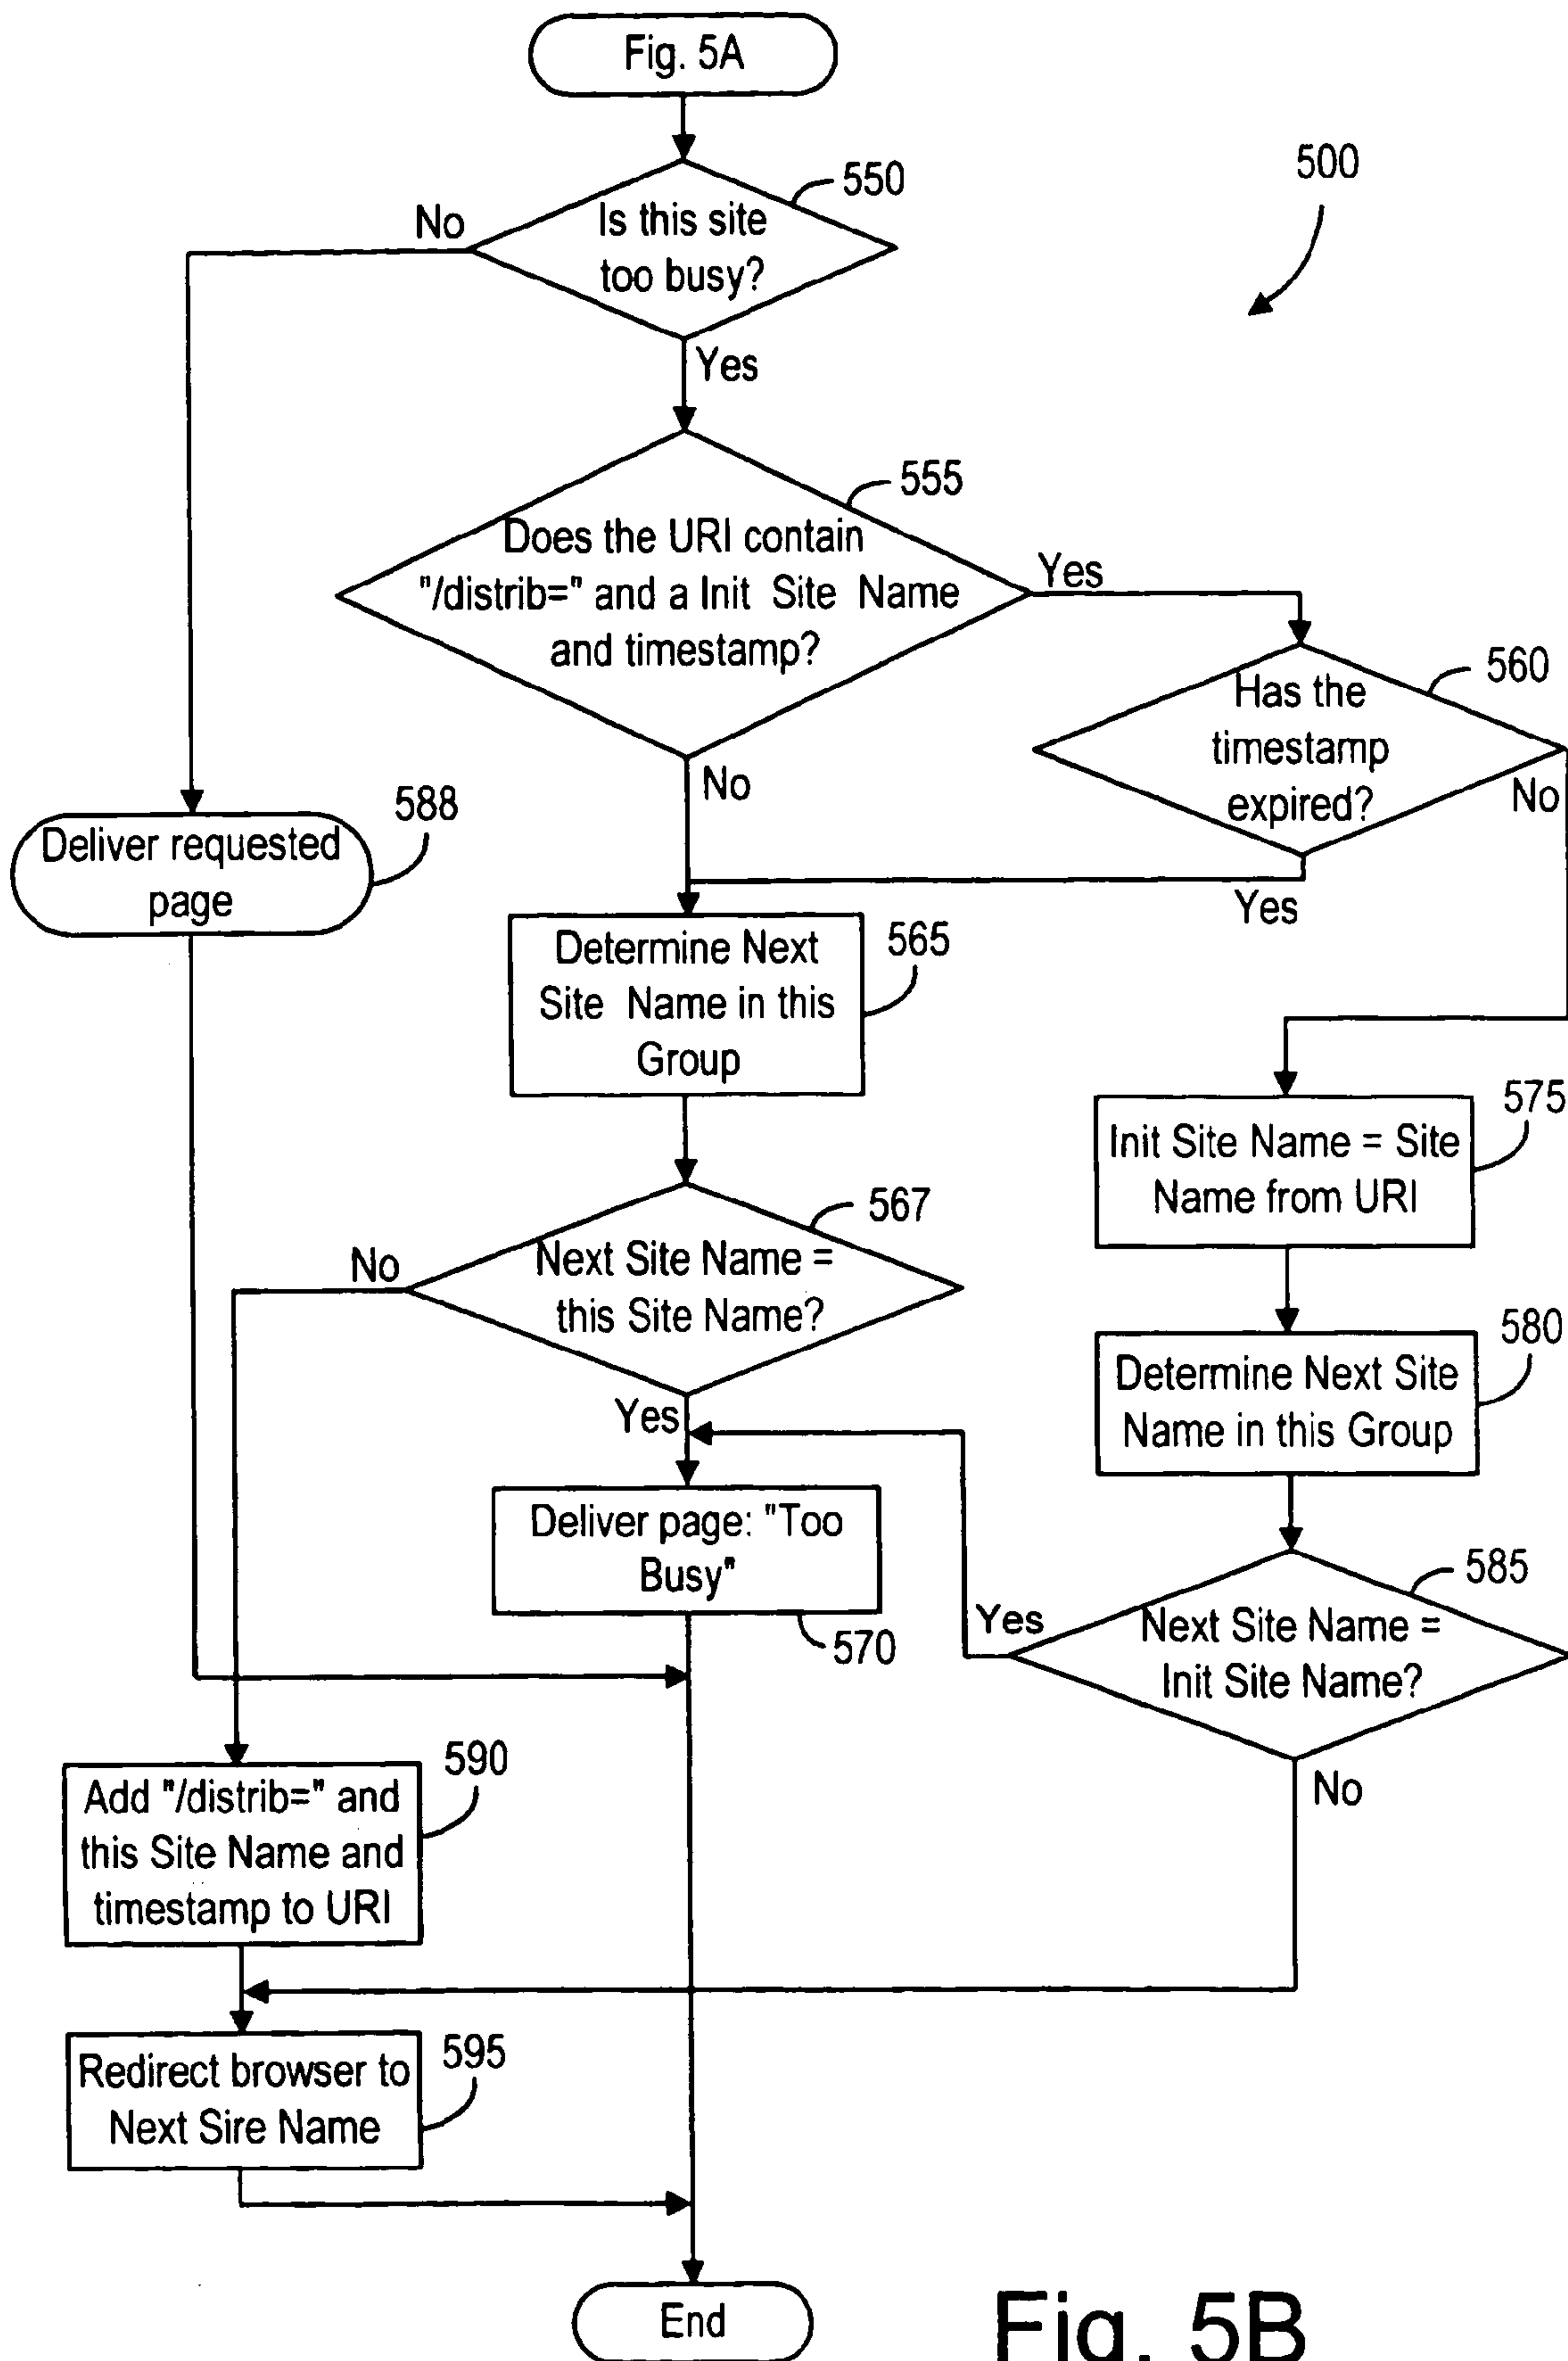 Fig. 5A
500
550
Is this site
too busy?
No
Yes
555
Does the URI contain
"/distrib=" and a Init Site Name
and timestamp?
Yes
No
560
Has the
timestamp
expired?
No
Yes
588
Deliver requested
page
565
Determine Next
Site Name in this
Group
575
Init Site Name = Site
Name from URI
567
Next Site Name =
this Site Name?
No
Yes
580
Determine Next Site
Name in this Group
Deliver page: "Too
Busy"
570
585
Next Site Name =
Init Site Name?
Yes
No
590
Add "/distrib=" and
this Site Name and
timestamp to URI
595
Redirect browser to
Next Sire Name
End
Fig. 5B